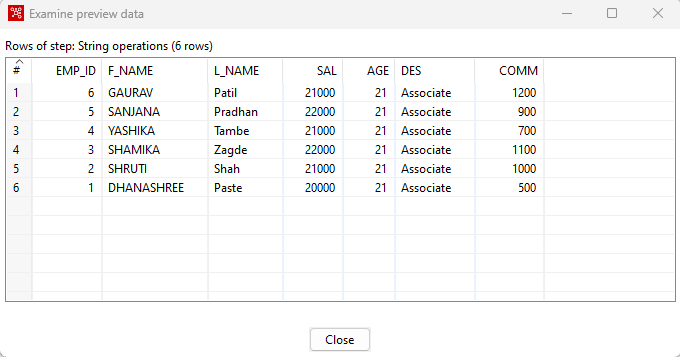 Examine preview data
Rows of step: String operations (6 rows)
# EMP_ID F_NAME L_NAME SAL AGE DES COMM
1 6 GAURAV Patil 21000 21 Associate 1200
2 5 SANJANA Pradhan 22000 21 Associate 900
3 4 YASHIKA Tambe 21000 21 Associate 700
4 3 SHAMIKA Zagde 22000 21 Associate 1100
5 2 SHRUTI Shah 21000 21 Associate 1000
6 1 DHANASHREE Paste 20000 21 Associate 500
Close